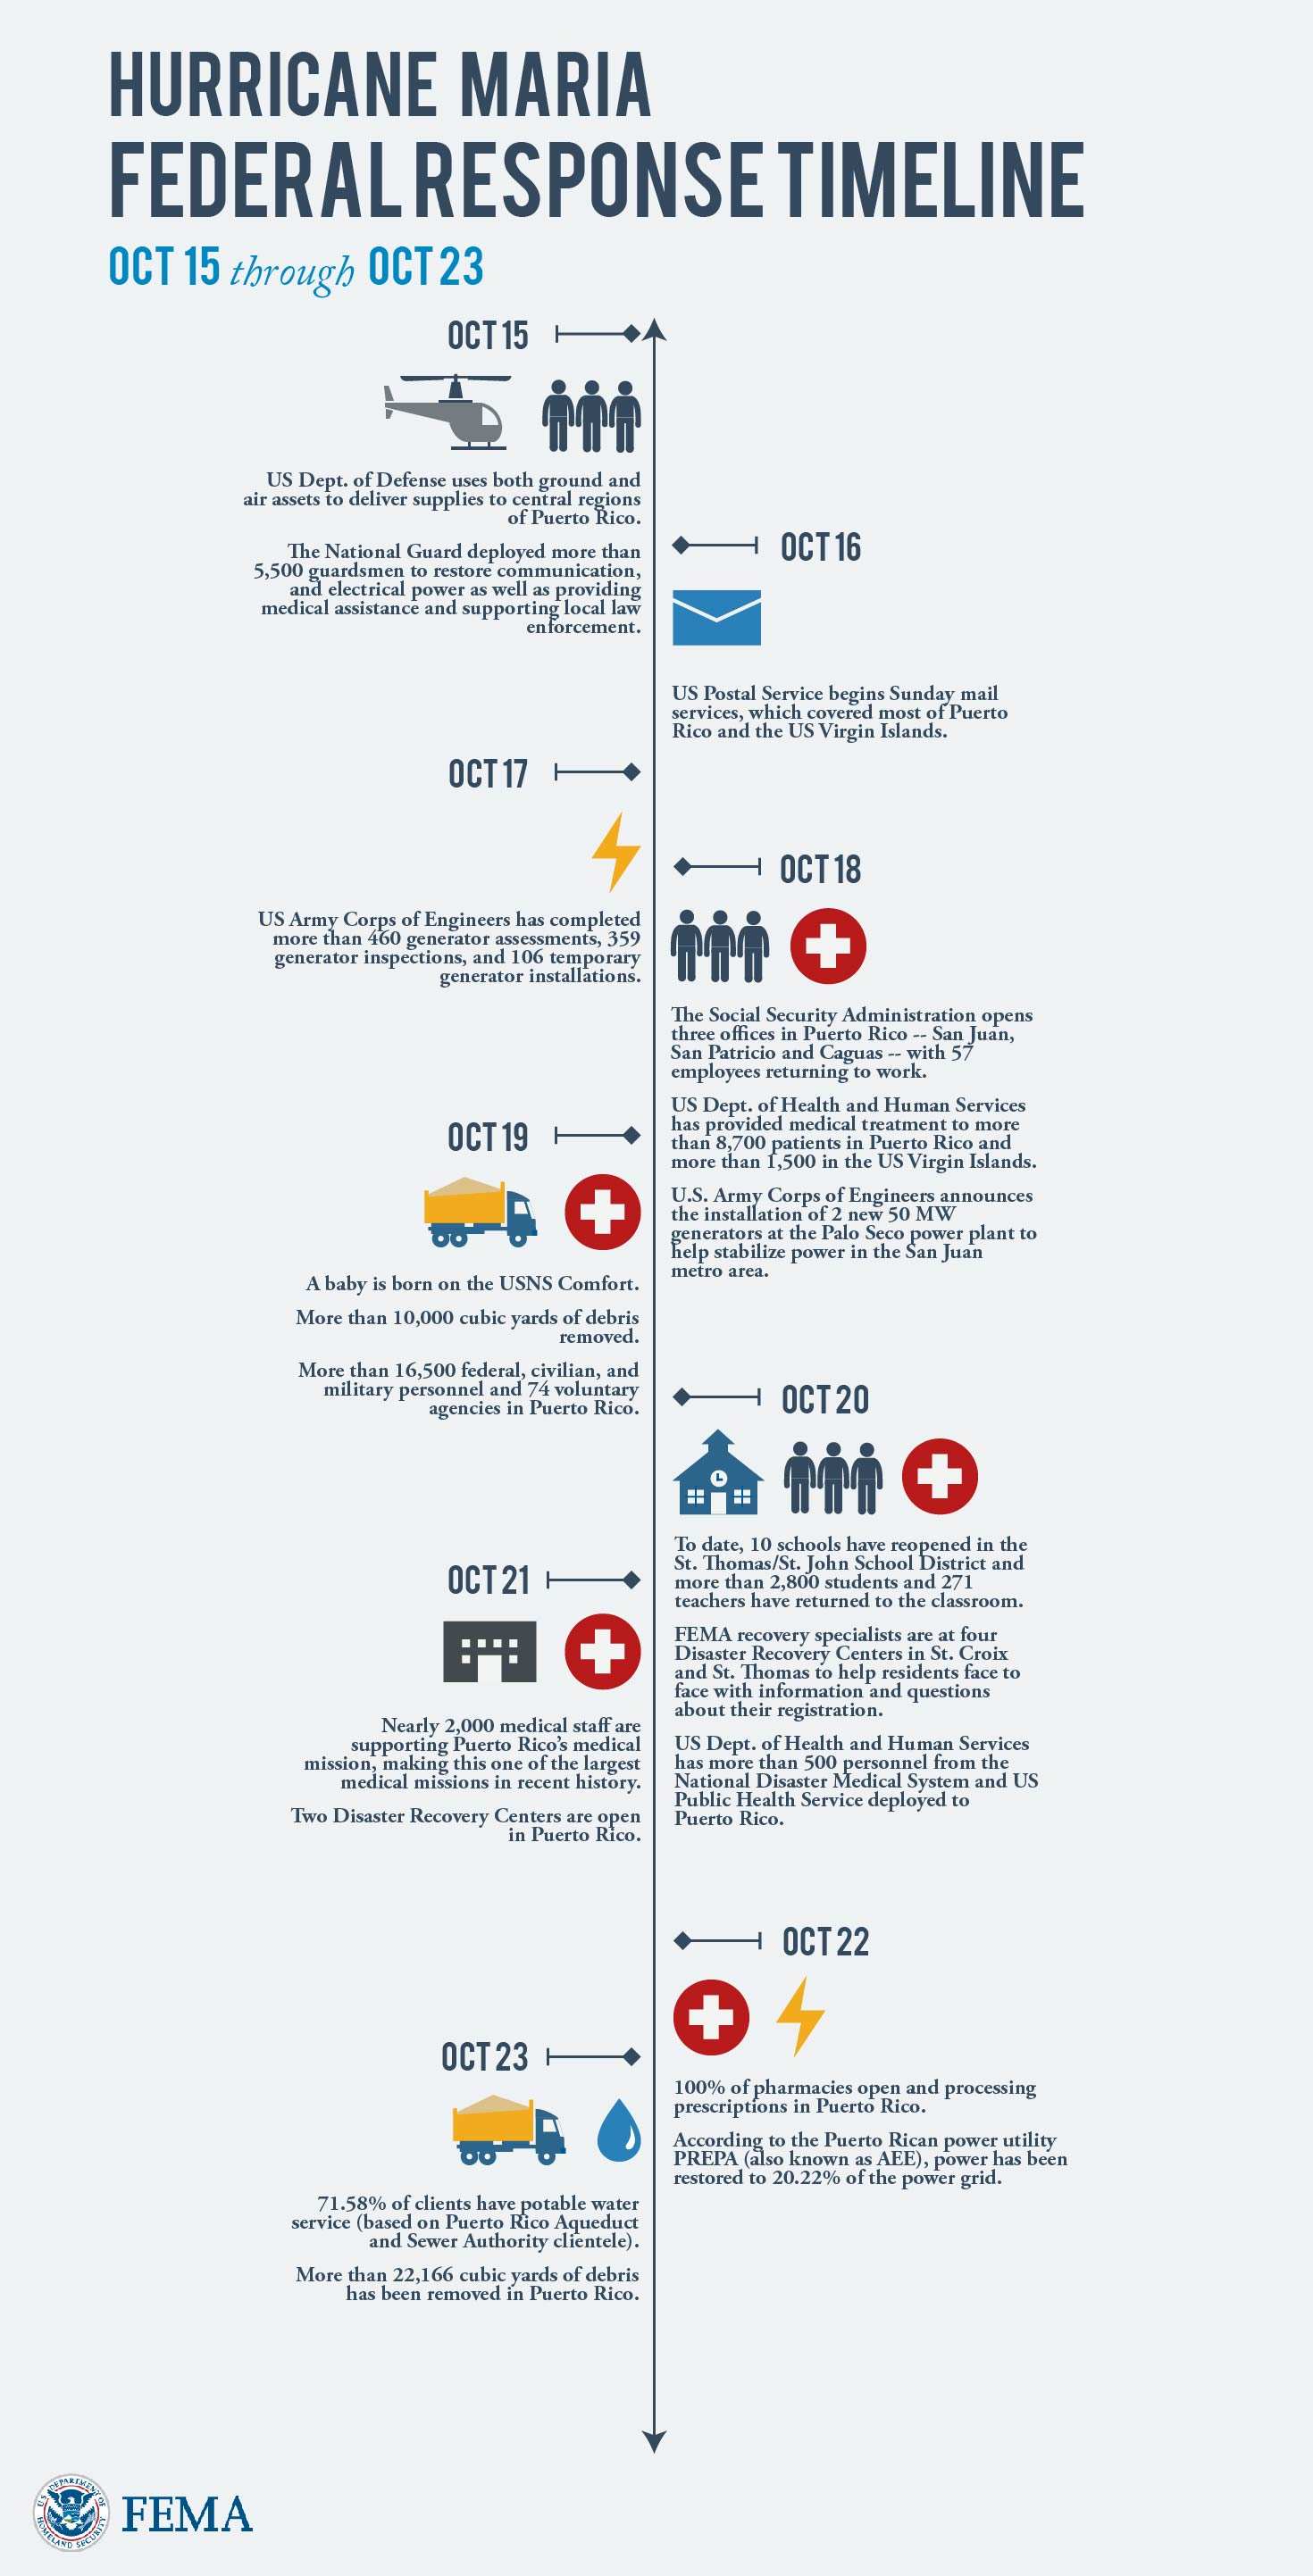 HURRICANE MARIA
FEDERAL RESPONSE TIMELINE
OCT 15 through OCT 23
OCT 15
US Dept. of Defense uses both ground and
air assets to deliver supplies to central regions
of Puerto Rico.
The National Guard deployed more than
5,500 guardsmen to restore communication,
and electrical power as well as providing
medical assistance and supporting local law
enforcement.
OCT 16
US Postal Service begins Sunday mail
services, which covered most of Puerto
Rico and the US Virgin Islands.
OCT 17
US Army Corps of Engineers has completed
more than 460 generator assessments, 359
generator inspections, and 106 temporary
generator installations.
OCT 18
The Social Security Administration opens
three offices in Puerto Rico -- San Juan,
San Patricio and Caguas -- with 57
employees returning to work.
US Dept. of Health and Human Services
has provided medical treatment to more
than 8,700 patients in Puerto Rico and
more than 1,500 in the US Virgin Islands.
U.S. Army Corps of Engineers announces
the installation of 2 new 50 MW
generators at the Palo Seco power plant to
help stabilize power in the San Juan
metro area.
OCT 19
A baby is born on the USNS Comfort.
More than 10,000 cubic yards of debris
removed.
More than 16,500 federal, civilian, and
military personnel and 74 voluntary
agencies in Puerto Rico.
OCT 20
To date, 10 schools have reopened in the
St. Thomas/St. John School District and
more than 2,800 students and 271
teachers have returned to the classroom.
FEMA recovery specialists are at four
Disaster Recovery Centers in St. Croix
and St. Thomas to help residents face to
face with information and questions
about their registration.
US Dept. of Health and Human Services
has more than 500 personnel from the
National Disaster Medical System and US
Public Health Service deployed to
Puerto Rico.
OCT 21
Nearly 2,000 medical staff are
supporting Puerto Rico's medical
mission, making this one of the largest
medical missions in recent history.
Two Disaster Recovery Centers are open
in Puerto Rico.
OCT 22
100% of pharmacies open and processing
prescriptions in Puerto Rico.
According to the Puerto Rican power utility
PREPA (also known as AEE), power has been
restored to 20.22% of the power grid.
OCT 23
71.58% of clients have potable water
service (based on Puerto Rico Aqueduct
and Sewer Authority clientele).
More than 22,166 cubic yards of debris
has been removed in Puerto Rico.
U.S. DEPARTMENT OF
HOMELAND SECURITY
FEMA